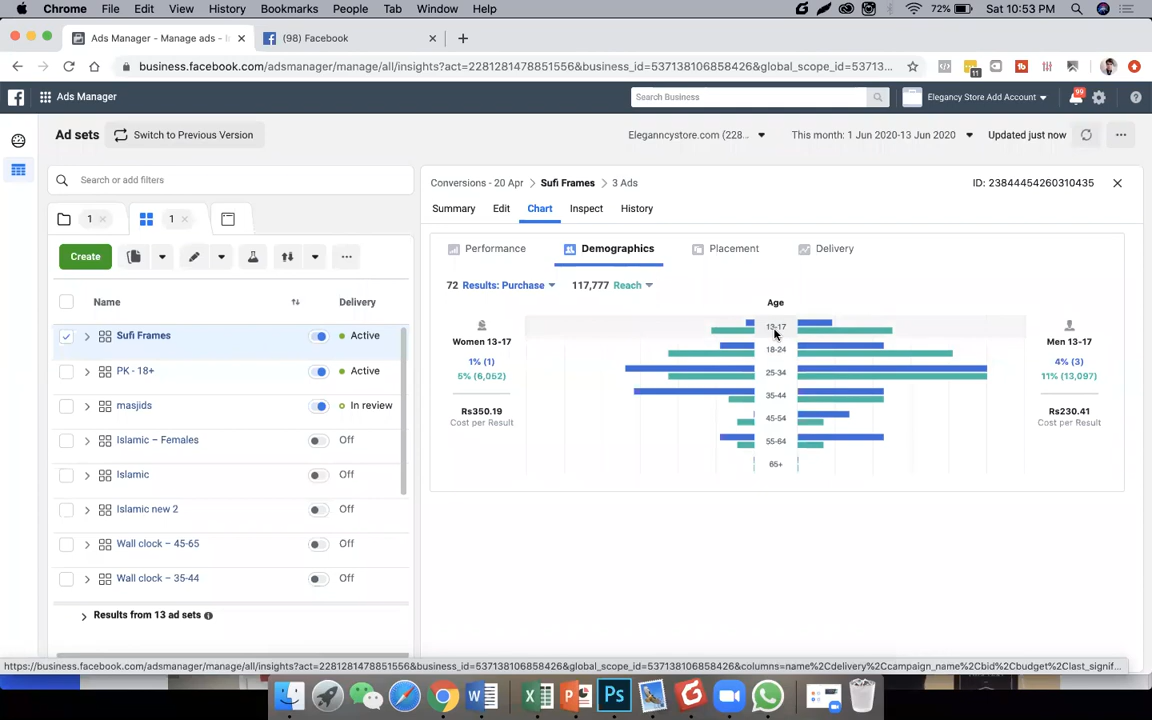 Chrome File Edit View History Bookmarks People Tab Window Help 72% Sat 10:53 PM
Ads Manager - Manage ads - (98) Facebook
business.facebook.com/adsmanager/manage/all/insights?act=2281281478851556&business_id=537138106858426&global_scope_id=53713... 11
Ads Manager Search Business Elegancy Store Add Account 99
Ad sets Switch to Previous Version Eleganncystore.com (228... This month: 1 Jun 2020-13 Jun 2020 Updated just now
Search or add filters
Conversions - 20 Apr > Sufi Frames > 3 Ads ID: 23844454260310435
Summary Edit Chart Inspect History
1 1
Create
Performance Demographics Placement Delivery
72 Results: Purchase 117,777 Reach
Name Delivery
Age
Sufi Frames Active
PK - 18+ Active
masjids In review
Islamic – Females Off
Islamic Off
Islamic new 2 Off
Wall clock – 45-65 Off
Wall clock – 35-44 Off
Results from 13 ad sets
Women 13-17
1% (1)
5% (6,052)
Rs350.19
Cost per Result
13-17
18-24
25-34
35-44
45-54
55-64
65+
Men 13-17
4% (3)
11% (13,097)
Rs230.41
Cost per Result
https://business.facebook.com/adsmanager/manage/all/insights?act=2281281478851556&business_id=537138106858426&global_scope_id=537138106858426&columns=name%2Cdelivery%2Ccampaign_name%2Cbid%2Cbudget%2Clast_signif...